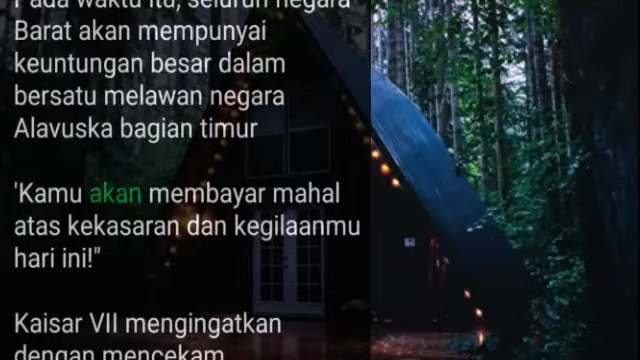 Pada waktu itu, seluruh negara
Barat akan mempunyai
keuntungan besar dalam
bersatu melawan negara
Alavuska bagian timur
'Kamu akan membayar mahal
atas kekasaran dan kegilaanmu
hari ini!"
Kaisar VII mengingatkan
dengan mencekam